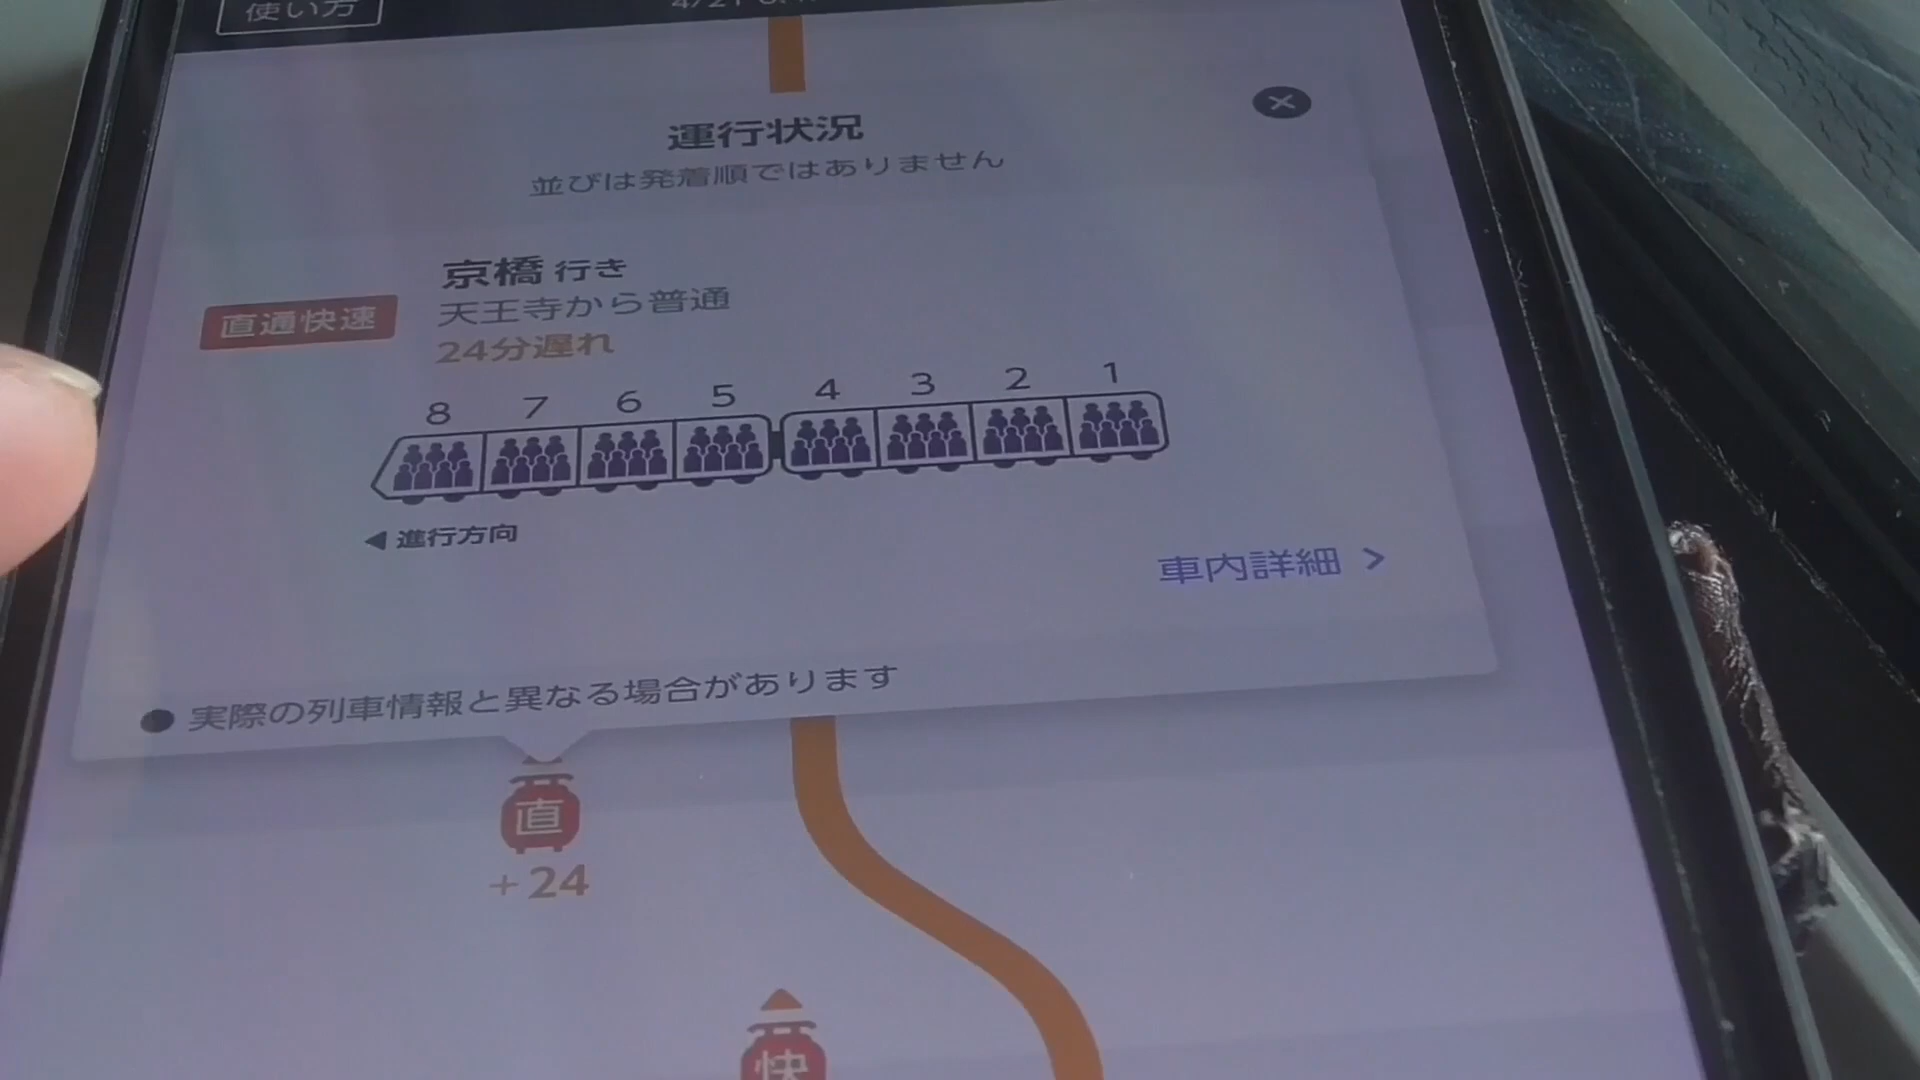 使い方
運行状況
並びは発着順ではありません
京橋 行き
直通快速
天王寺から普通
24分遅れ
8 7 6 5 4 3 2 1
進行方向
車内詳細 >
● 実際の列車情報と異なる場合があります
直
+24
快